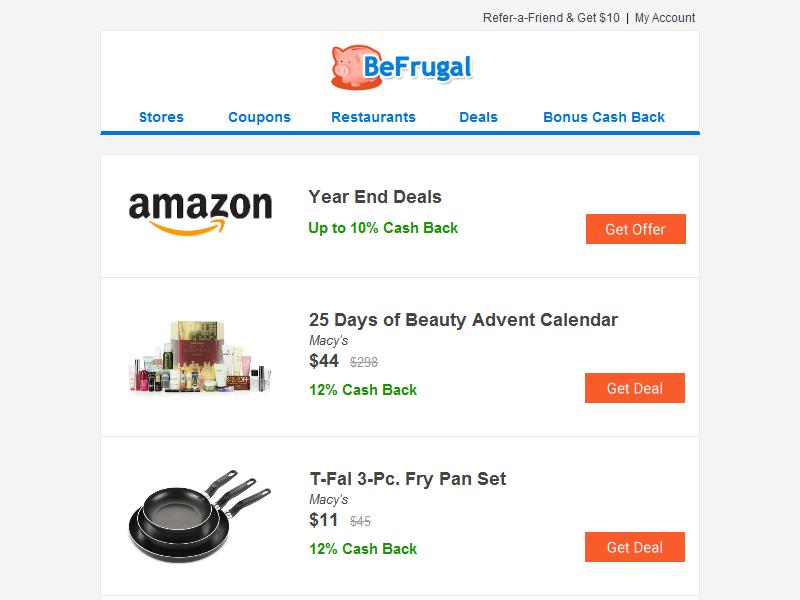 Refer-a-Friend & Get $10 | My Account
BeFrugal
Stores Coupons Restaurants Deals Bonus Cash Back
amazon
Year End Deals
Up to 10% Cash Back
Get Offer
25 Days of Beauty Advent Calendar
Macy's
$44 $298
12% Cash Back
Get Deal
T-Fal 3-Pc. Fry Pan Set
Macy's
$11 $45
12% Cash Back
Get Deal